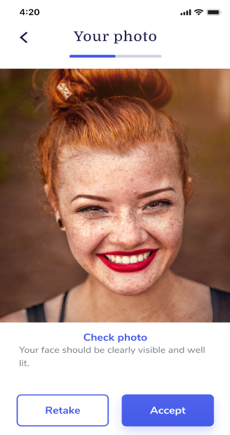 4:20
Your photo
Check photo
Your face should be clearly visible and well
lit.
Retake
Accept